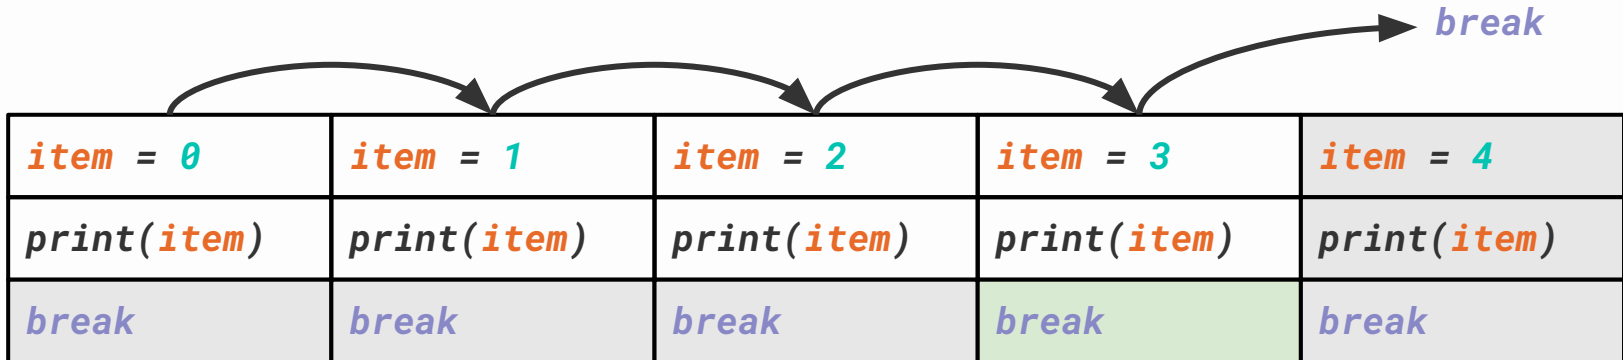 break
item = 0 item = 1 item = 2 item = 3 item = 4
print(item) print(item) print(item) print(item) print(item)
break break break break break